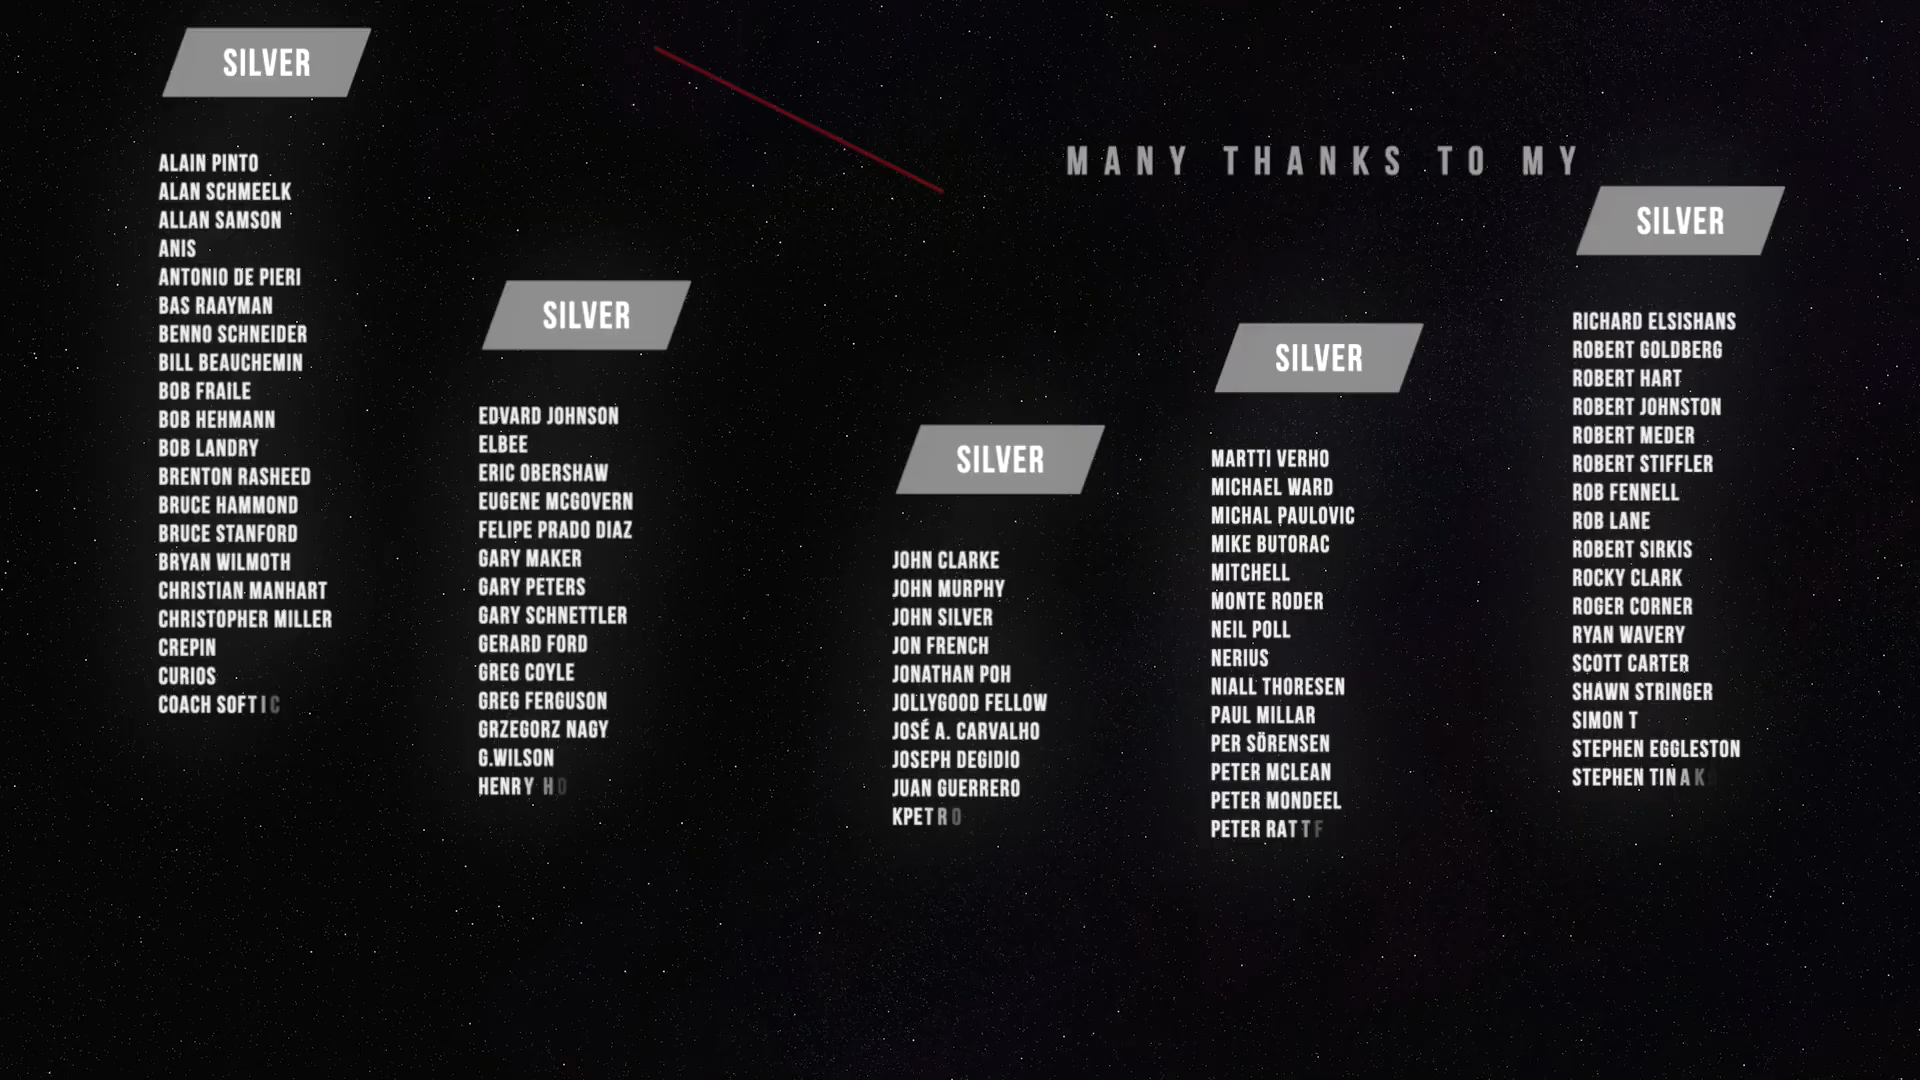 SILVER
ALAIN PINTO
ALAN SCHMEELK
ALLAN SAMSON
ANIS
ANTONIO DE PIERI
BAS RAAYMAN
BENNO SCHNEIDER
BILL BEAUCHEMIN
BOB FRAILE
BOB HEHMANN
BOB LANDRY
BRENTON RASHEED
BRUCE HAMMOND
BRUCE STANFORD
BRYAN WILMOTH
CHRISTIAN MANHART
CHRISTOPHER MILLER
CREPIN
CURIOS
COACH SOFTIC
SILVER
EDVARD JOHNSON
ELBEE
ERIC OBERSHAW
EUGENE MCGOVERN
FELIPE PRADO DIAZ
GARY MAKER
GARY PETERS
GARY SCHNETTLER
GERARD FORD
GREG COYLE
GREG FERGUSON
GRZEGORZ NAGY
G.WILSON
HENRY HO
SILVER
JOHN CLARKE
JOHN MURPHY
JOHN SILVER
JON FRENCH
JONATHAN POH
JOLLYGOOD FELLOW
JOSÉ A. CARVALHO
JOSEPH DEGIDIO
JUAN GUERRERO
KPETRO
MANY THANKS TO MY
SILVER
MARTTI VERHO
MICHAEL WARD
MICHAL PAULOVIC
MIKE BUTORAC
MITCHELL
MONTE RODER
NEIL POLL
NERIUS
NIALL THORESEN
PAUL MILLAR
PER SÖRENSEN
PETER MCLEAN
PETER MONDEEL
PETER RATTF
SILVER
RICHARD ELSISHANS
ROBERT GOLDBERG
ROBERT HART
ROBERT JOHNSTON
ROBERT MEDER
ROBERT STIFFLER
ROB FENNELL
ROB LANE
ROBERT SIRKIS
ROCKY CLARK
ROGER CORNER
RYAN WAVERY
SCOTT CARTER
SHAWN STRINGER
SIMON T
STEPHEN EGGLESTON
STEPHEN TINAK